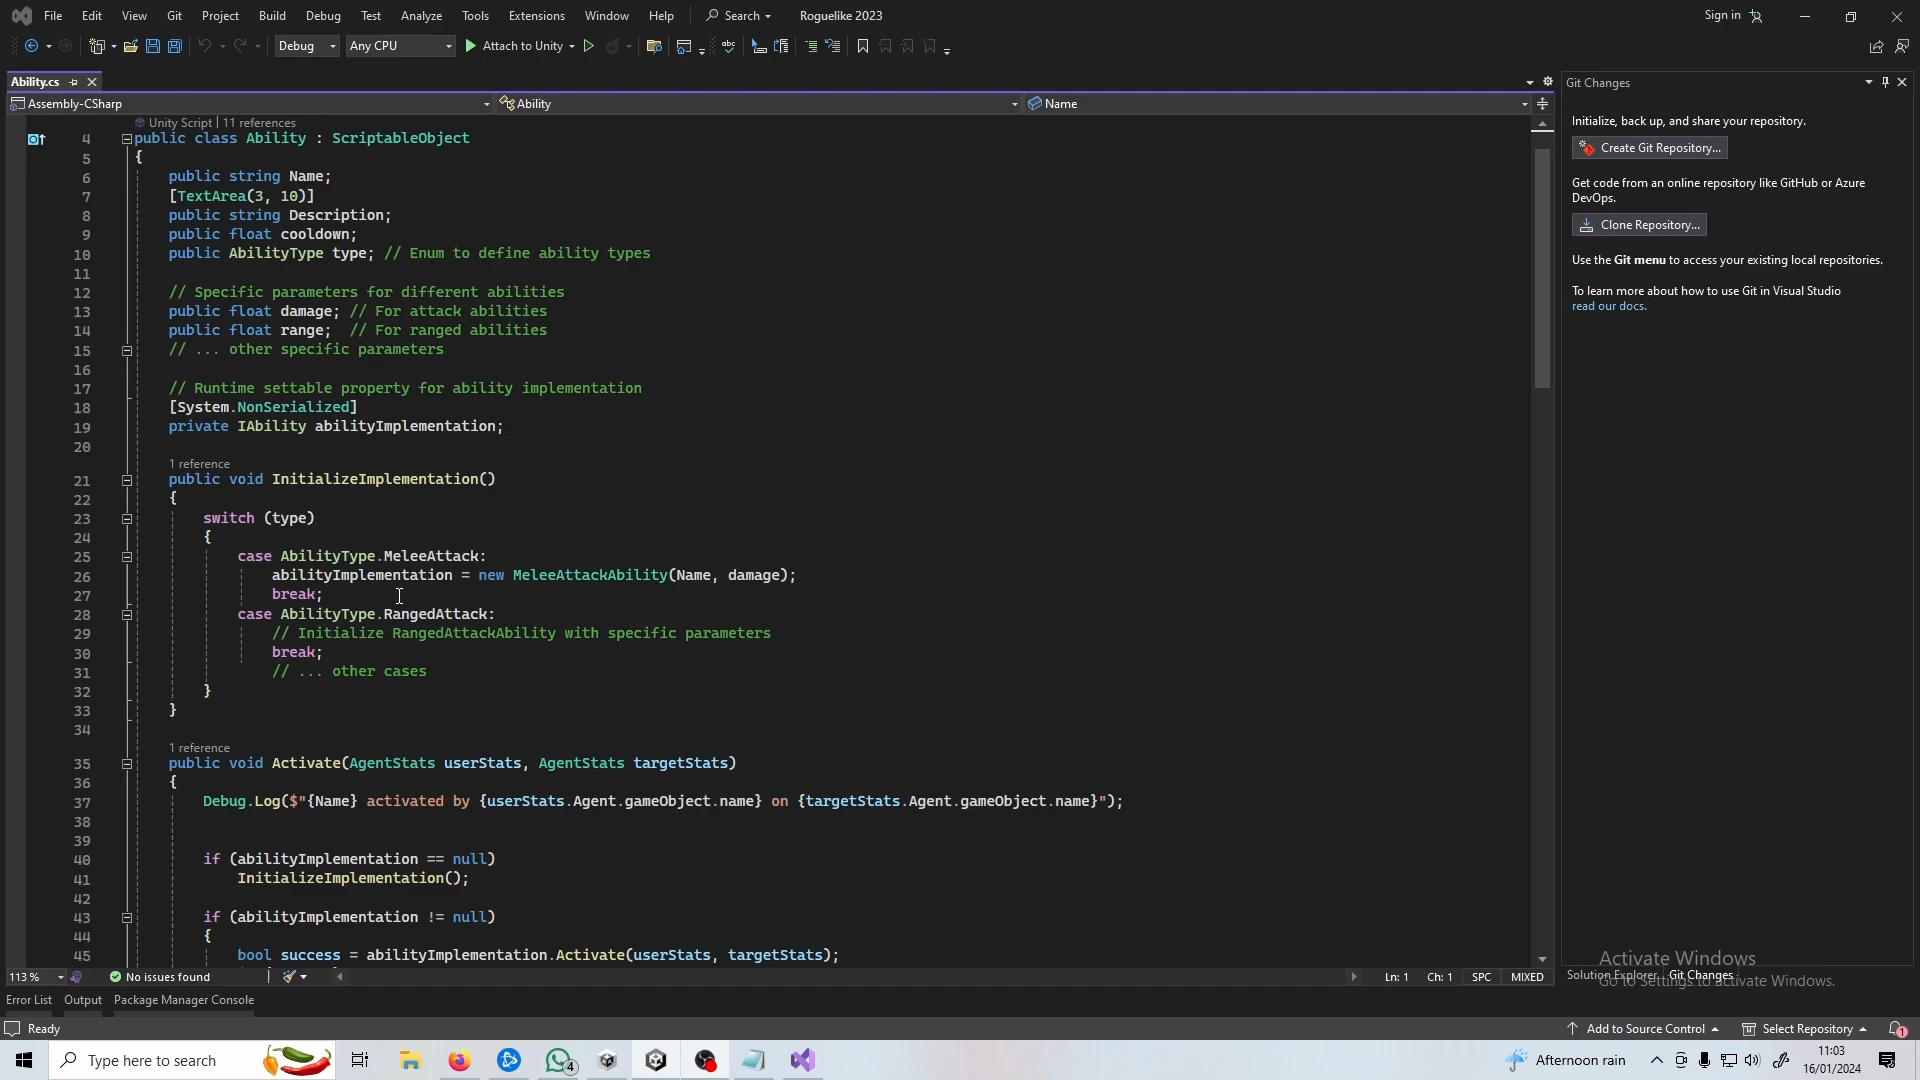 File Edit View Git Project Build Debug Test Analyze Tools Extensions Window Help Search Roguelike 2023 Sign in
Debug Any CPU Attach to Unity
Ability.cs
Git Changes
Assembly-CSharp Ability Name
Unity Script | 11 references
4 public class Ability : ScriptableObject
5 {
6 public string Name;
7 [TextArea(3, 10)]
8 public string Description;
9 public float cooldown;
10 public AbilityType type; // Enum to define ability types
11
12 // Specific parameters for different abilities
13 public float damage; // For attack abilities
14 public float range;  // For ranged abilities
15 // ... other specific parameters
16
17 // Runtime settable property for ability implementation
18 [System.NonSerialized]
19 private IAbility abilityImplementation;
20
1 reference
21 public void InitializeImplementation()
22 {
23 switch (type)
24 {
25 case AbilityType.MeleeAttack:
26 abilityImplementation = new MeleeAttackAbility(Name, damage);
27 break;
28 case AbilityType.RangedAttack:
29 // Initialize RangedAttackAbility with specific parameters
30 break;
31 // ... other cases
32 }
33 }
34
1 reference
35 public void Activate(AgentStats userStats, AgentStats targetStats)
36 {
37 Debug.Log($"{Name} activated by {userStats.Agent.gameObject.name} on {targetStats.Agent.gameObject.name}");
38
39
40 if (abilityImplementation == null)
41 InitializeImplementation();
42
43 if (abilityImplementation != null)
44 {
45 bool success = abilityImplementation.Activate(userStats, targetStats);
Initialize, back up, and share your repository.
Create Git Repository...
Get code from an online repository like GitHub or Azure
DevOps.
Clone Repository...
Use the Git menu to access your existing local repositories.
To learn more about how to use Git in Visual Studio
read our docs.
Activate Windows
Go to Settings to activate Windows.
113 % No issues found Ln: 1 Ch: 1 SPC MIXED
Solution Explorer Git Changes
Error List Output Package Manager Console
Ready Add to Source Control Select Repository 1
Type here to search 4 Afternoon rain 11:03
16/01/2024